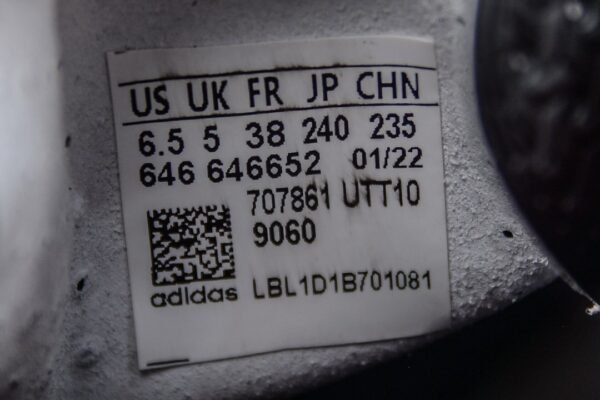 US UK FR JP CHN
6.5 5 38 240 235
646 646652 01/22
707861 UTT10
9060
adidas LBL1D1B701081